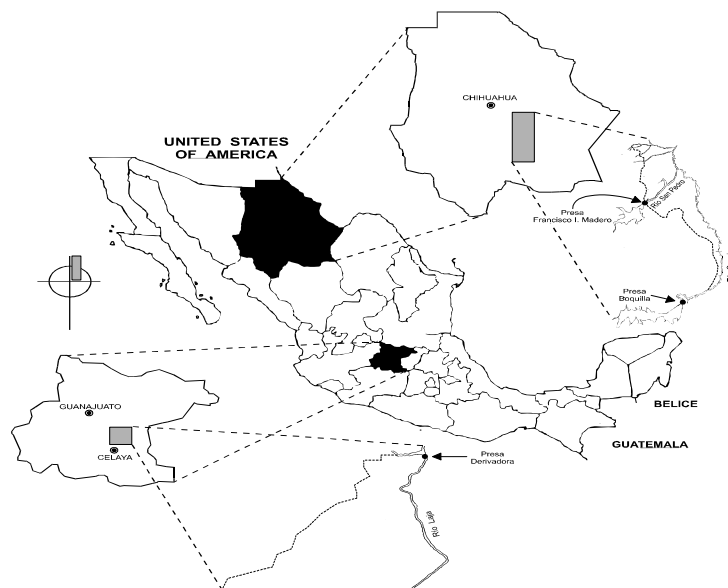 CHIHUAHUA
UNITED STATES
OF AMERICA
Río San Pedro
Presa
Francisco I. Madero
Presa
Boquilla
GUANAJUATO
CELAYA
BELICE
GUATEMALA
Presa
Derivadora
Río Laja